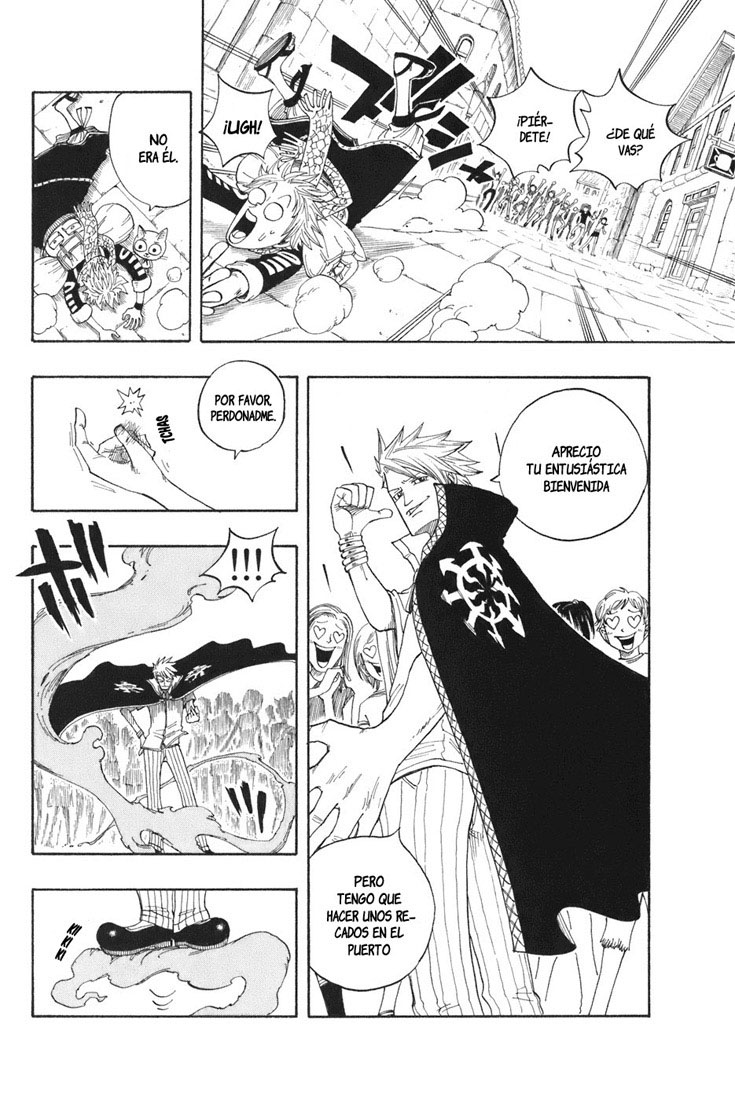 ¿DE QUÉ
VAS?
¡PIÉR-
DETE!
¡UGH!
NO
ERA ÉL.
APRECIO
TU ENTUSIÁSTICA
BIENVENIDA
PERO
TENGO QUE
HACER UNOS RE-
CADOS EN EL
PUERTO
POR FAVOR,
PERDONADME.
TCHAS
!!!